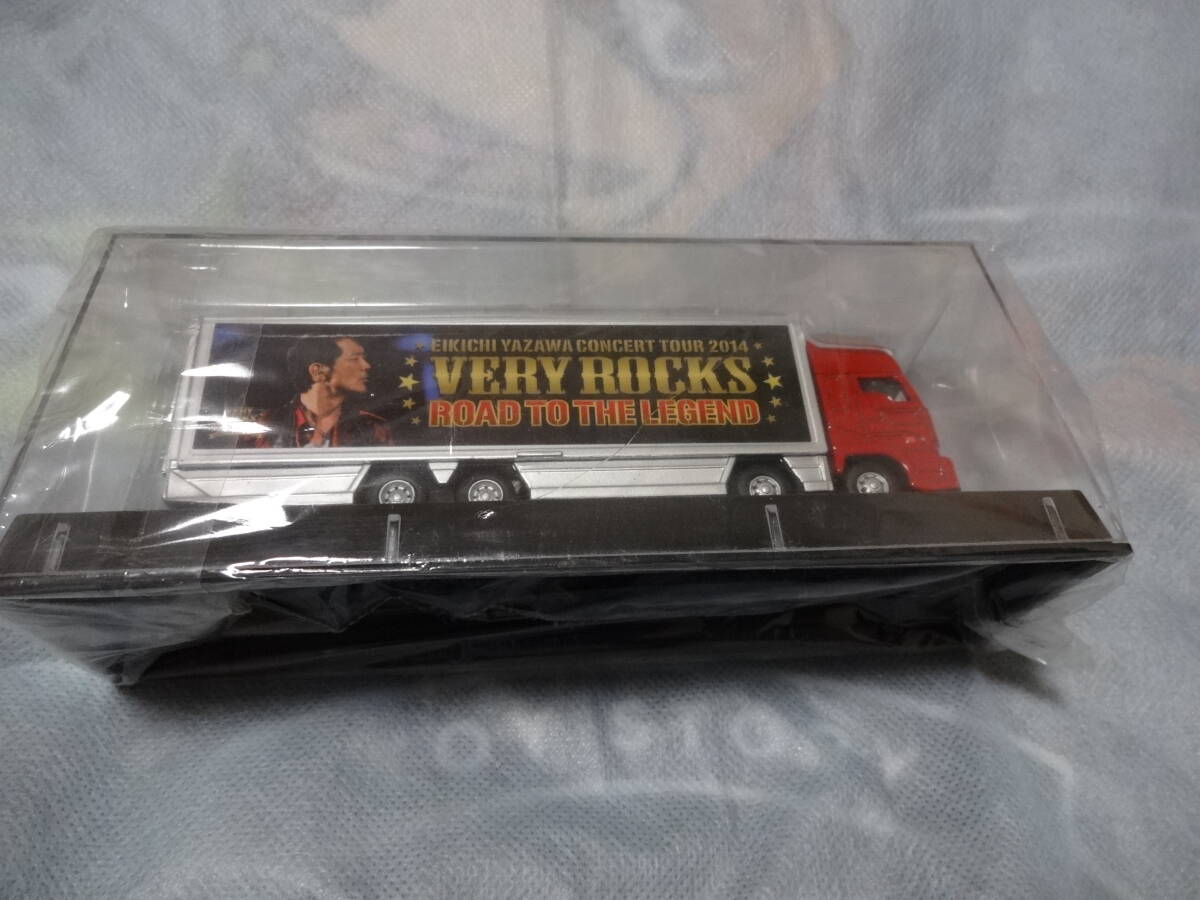 EIKICHI YAZAWA CONCERT TOUR 2014
VERY ROCKS
ROAD TO THE LEGEND